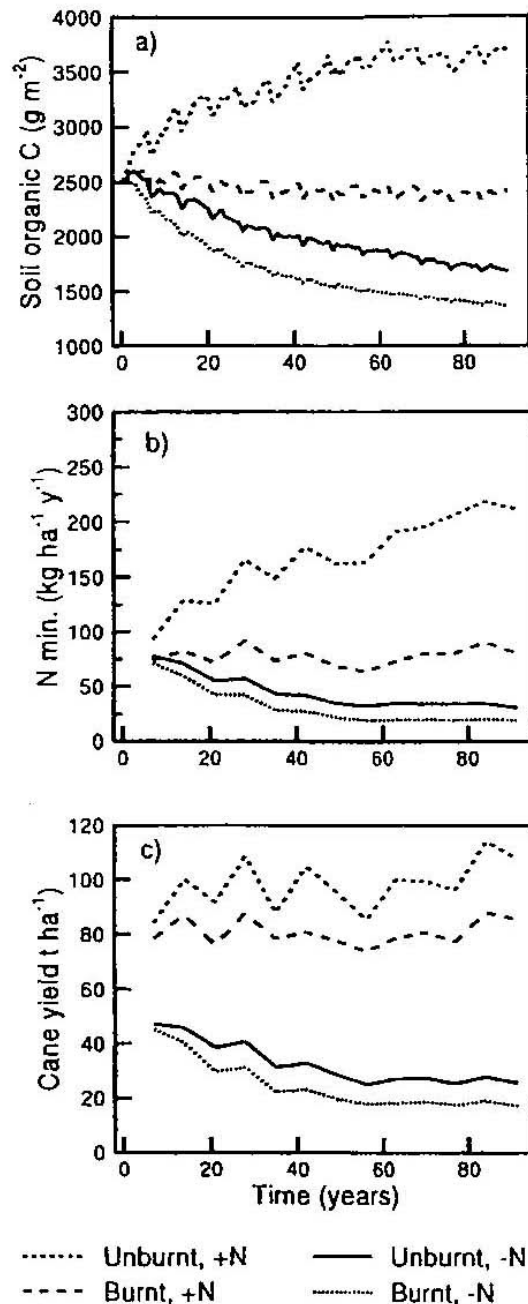 4000
a)
3500
3000
2500
2000
1500
1000
Soil organic C (g m⁻²)
0 20 40 60 80
300
b)
250
200
150
100
50
0
N min. (kg ha⁻¹ y⁻¹)
0 20 40 60 80
120
c)
100
80
60
40
20
0
Cane yield t ha⁻¹
0 20 40 60 80
Time (years)
Unburnt, +N Unburnt, -N
Burnt, +N Burnt, -N